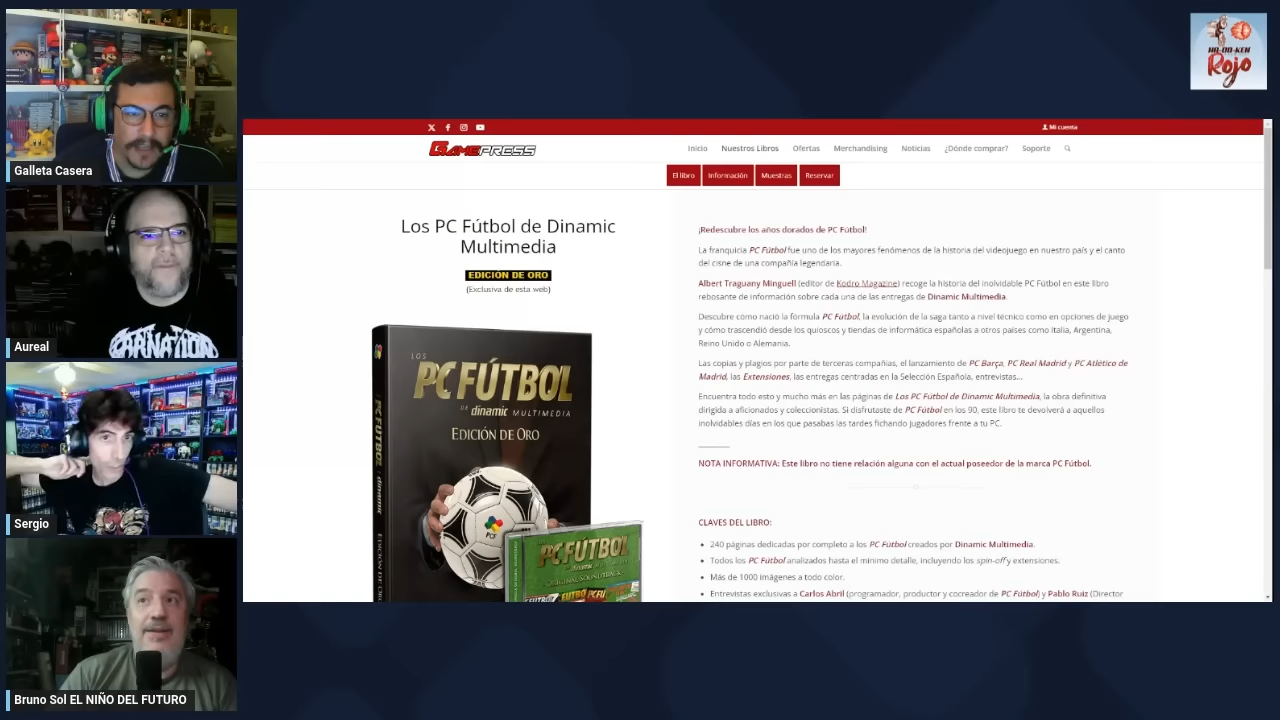 Galleta Casera
Aureal
CARNATION
Sergio
Bruno Sol EL NIÑO DEL FUTURO
HA-DO-KEN
Rojo
Mi cuenta
GAMEPRESS
Inicio Nuestros Libros Ofertas Merchandising Noticias ¿Dónde comprar? Soporte
El libro Información Muestras Reservar
Los PC Fútbol de Dinamic
Multimedia
EDICIÓN DE ORO
(Exclusiva de esta web)
LOS
PC FÚTBOL
DE dinamic MULTIMEDIA
EDICIÓN DE ORO
PCF
PC FUTBOL dinamic EDICIÓN DE ORO
PC FÚTBOL
ORIGINAL SOUNDTRACK
¡Redescubre los años dorados de PC Fútbol!
La franquicia PC Fútbol fue uno de los mayores fenómenos de la historia del videojuego en nuestro país y el canto
del cisne de una compañía legendaria.
Albert Traguany Minguell (editor de Kodro Magazine) recoge la historia del inolvidable PC Fútbol en este libro
rebosante de información sobre cada una de las entregas de Dinamic Multimedia.
Descubre cómo nació la fórmula PC Fútbol, la evolución de la saga tanto a nivel técnico como en opciones de juego
y cómo trascendió desde los quioscos y tiendas de informática españolas a otros países como Italia, Argentina,
Reino Unido o Alemania.
Las copias y plagios por parte de terceras compañías, el lanzamiento de PC Barça, PC Real Madrid y PC Atlético de
Madrid, las Extensiones, las entregas centradas en la Selección Española, entrevistas...
Encuentra todo esto y mucho más en las páginas de Los PC Fútbol de Dinamic Multimedia, la obra definitiva
dirigida a aficionados y coleccionistas. Si disfrutaste de PC Fútbol en los 90, este libro te devolverá a aquellos
inolvidables días en los que pasabas las tardes fichando jugadores frente a tu PC.
NOTA INFORMATIVA: Este libro no tiene relación alguna con el actual poseedor de la marca PC Fútbol.
CLAVES DEL LIBRO:
• 240 páginas dedicadas por completo a los PC Fútbol creados por Dinamic Multimedia.
• Todos los PC Fútbol analizados hasta el mínimo detalle, incluyendo los spin-off y extensiones.
• Más de 1000 imágenes a todo color.
• Entrevistas exclusivas a Carlos Abril (programador, productor y cocreador de PC Fútbol) y Pablo Ruiz (Director